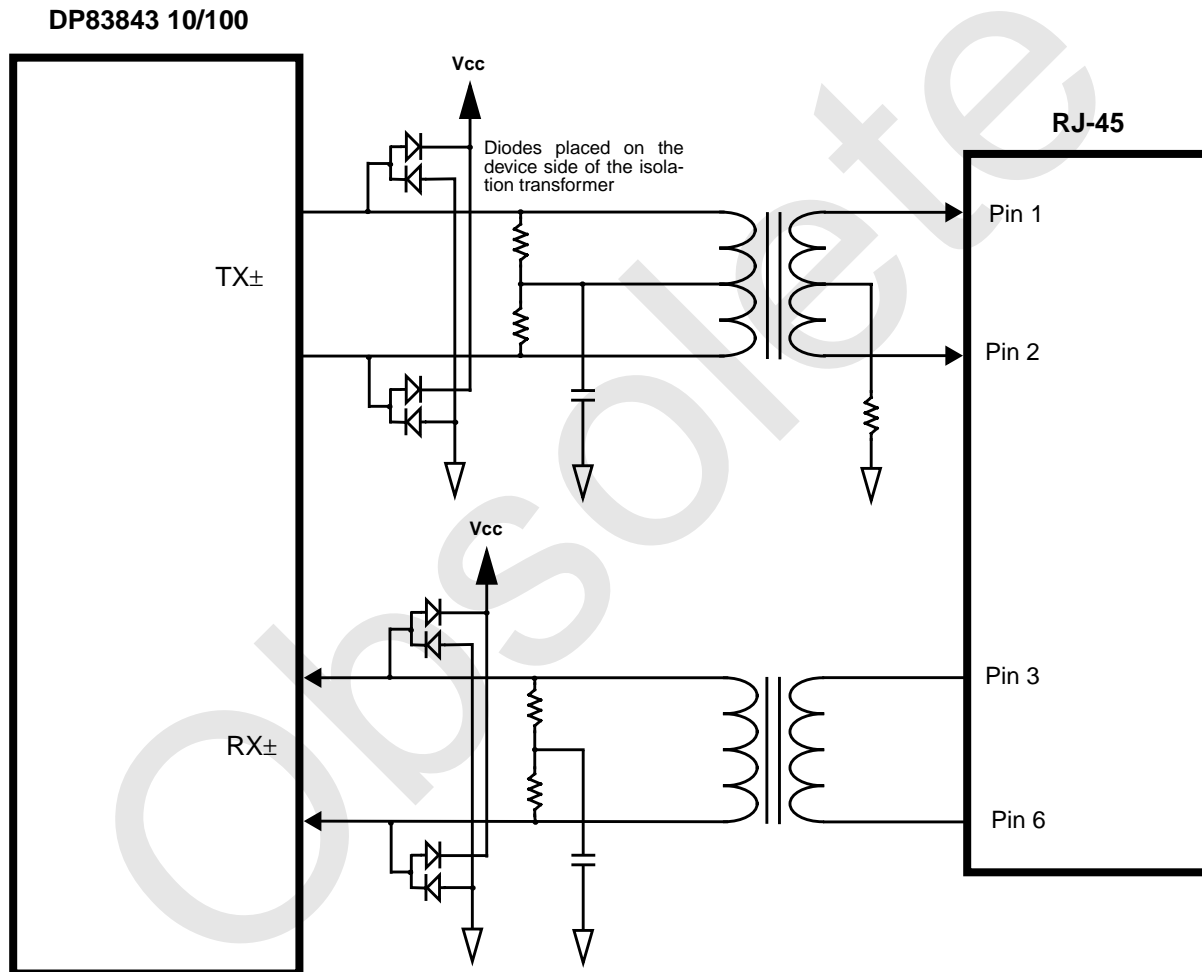 DP83843 10/100
Vcc
Diodes placed on the
device side of the isola-
tion transformer
RJ-45
Pin 1
TX±
Pin 2
Vcc
Pin 3
RX±
Pin 6
Obsolete